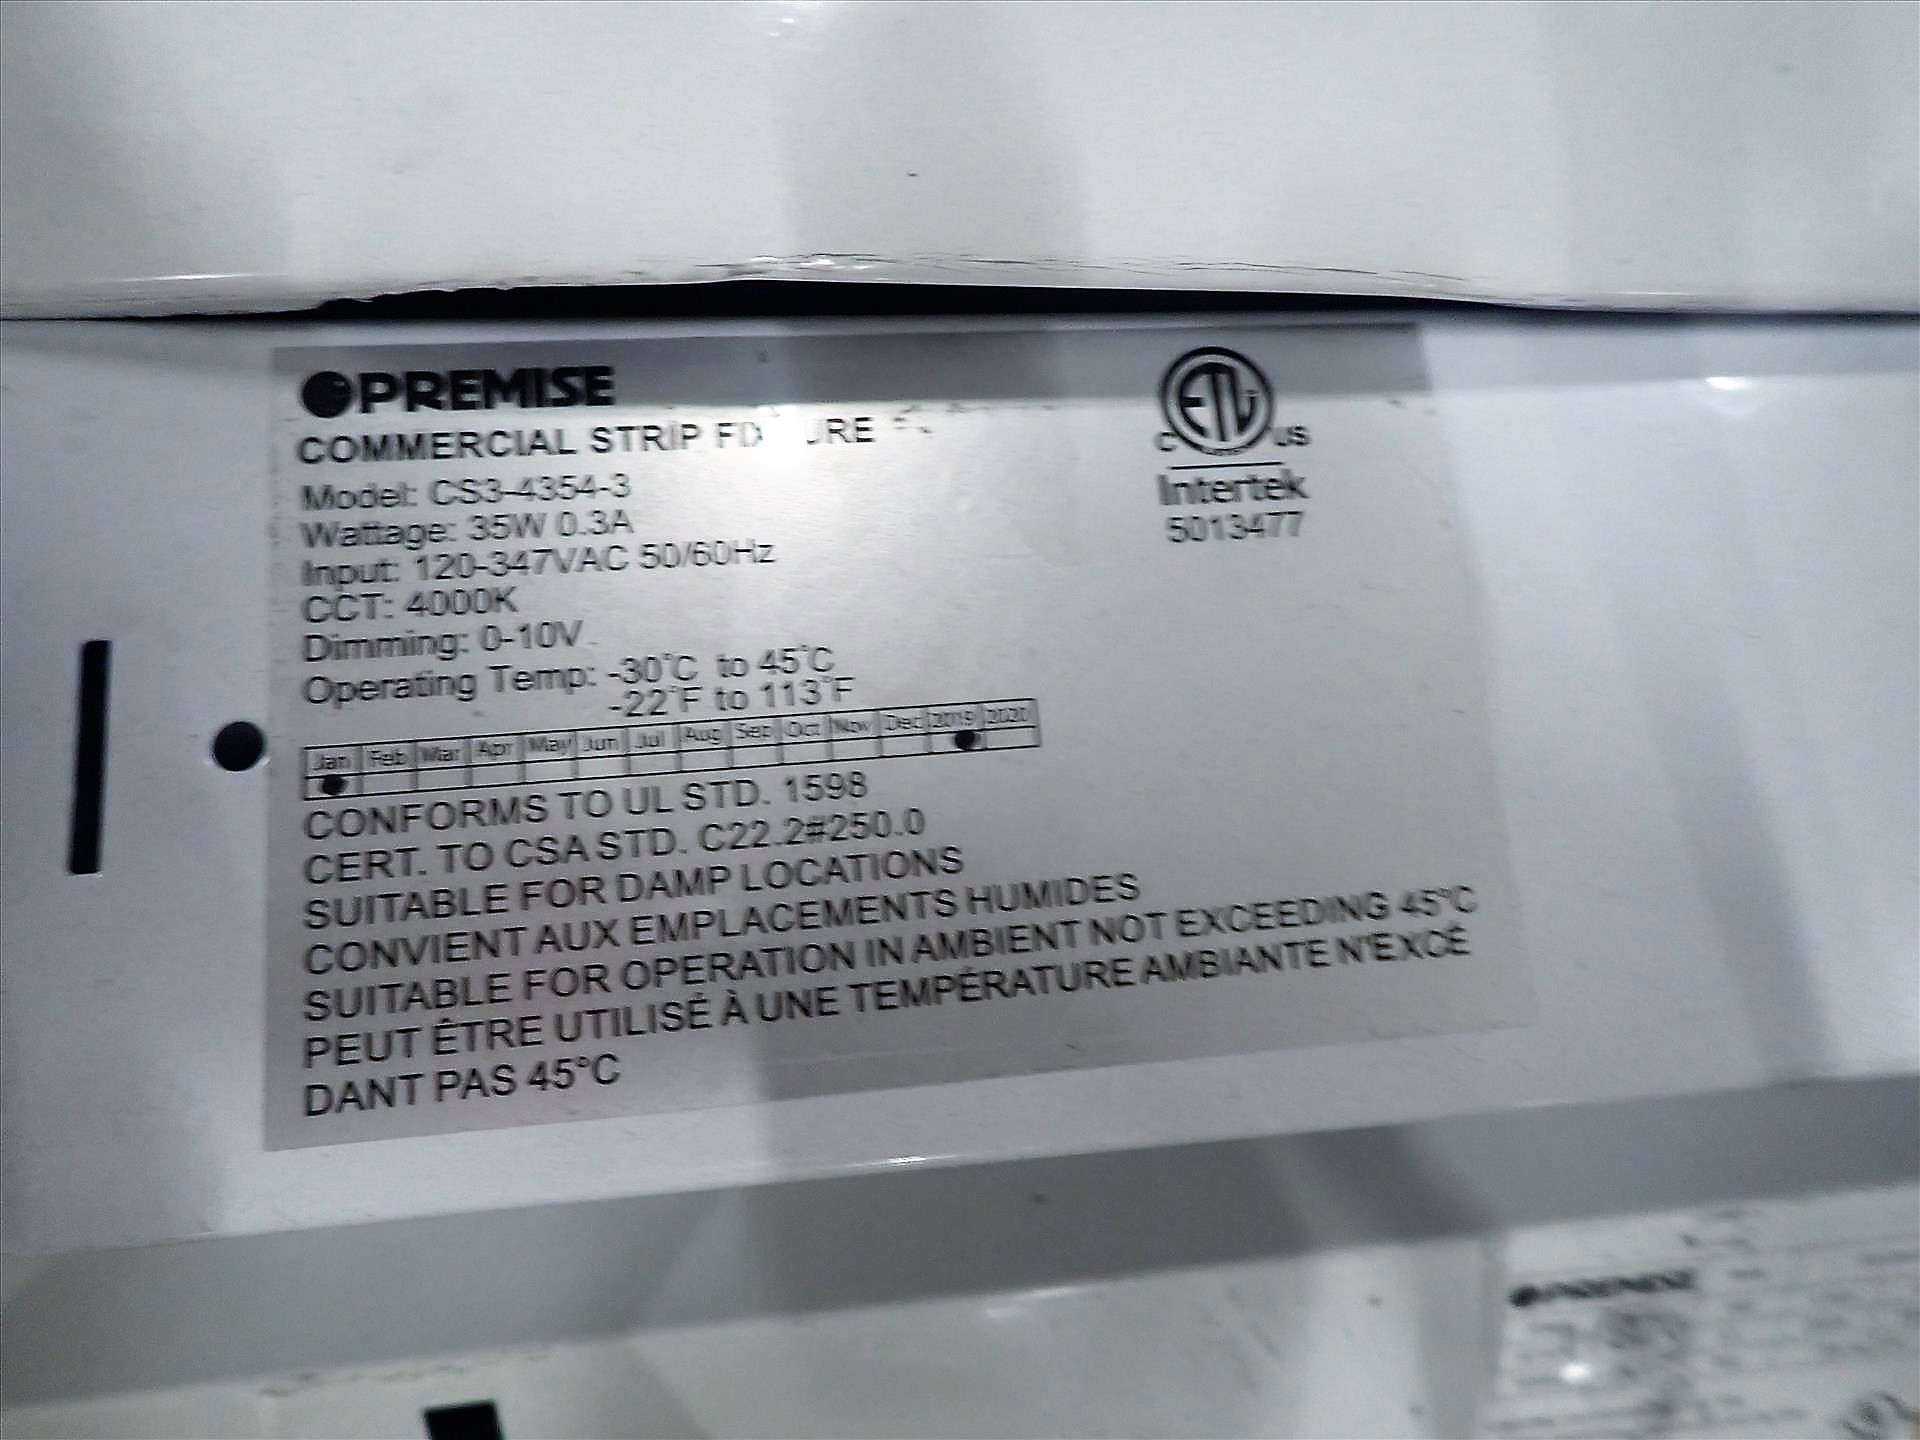 PREMISE
COMMERCIAL STRIP
Model: CS3-4354-3
Wattage: 35W 0.3A
Input: 120-347VAC 50/60Hz
CCT: 4000K
Dimming: 0-10V
Operating Temp: -30°C to 45°C
-22°F to 113°F
Jan Feb Mar Apr May Jun Jul Aug Sep Oct Nov Dec 2019 2020
CONFORMS TO UL STD. 1598
CERT. TO CSA STD. C22.2#250.0
SUITABLE FOR DAMP LOCATIONS
CONVIENT AUX EMPLACEMENTS HUMIDES
SUITABLE FOR OPERATION IN AMBIENT NOT EXCEEDING 45°C
PEUT ÊTRE UTILISÉ À UNE TEMPÉRATURE AMBIANTE N'EXCÉ
DANT PAS 45°C
ETL
C US
Intertek
5013477
PREMISE